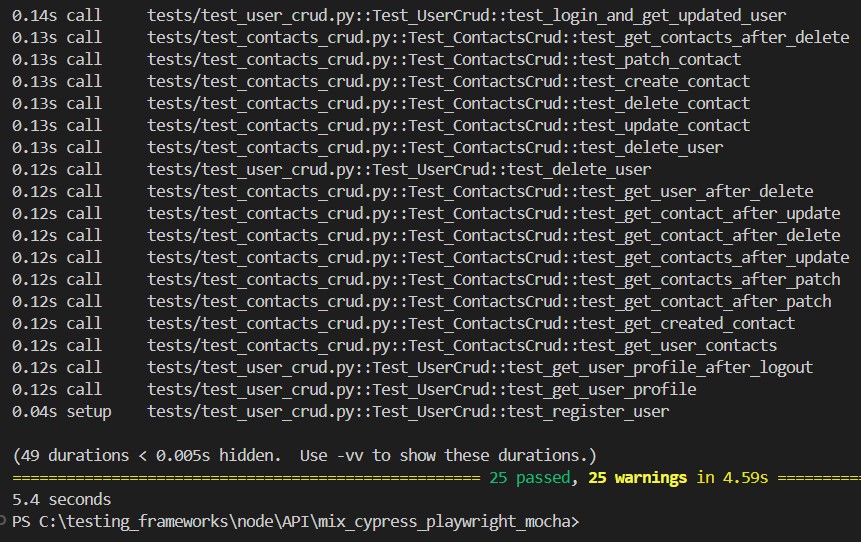 0.14s call     tests/test_user_crud.py::Test_UserCrud::test_login_and_get_updated_user
0.13s call     tests/test_contacts_crud.py::Test_ContactsCrud::test_get_contacts_after_delete
0.13s call     tests/test_contacts_crud.py::Test_ContactsCrud::test_patch_contact
0.13s call     tests/test_contacts_crud.py::Test_ContactsCrud::test_create_contact
0.13s call     tests/test_contacts_crud.py::Test_ContactsCrud::test_delete_contact
0.13s call     tests/test_contacts_crud.py::Test_ContactsCrud::test_update_contact
0.13s call     tests/test_contacts_crud.py::Test_ContactsCrud::test_delete_user
0.12s call     tests/test_user_crud.py::Test_UserCrud::test_delete_user
0.12s call     tests/test_contacts_crud.py::Test_ContactsCrud::test_get_user_after_delete
0.12s call     tests/test_contacts_crud.py::Test_ContactsCrud::test_get_contact_after_update
0.12s call     tests/test_contacts_crud.py::Test_ContactsCrud::test_get_contact_after_delete
0.12s call     tests/test_contacts_crud.py::Test_ContactsCrud::test_get_contacts_after_update
0.12s call     tests/test_contacts_crud.py::Test_ContactsCrud::test_get_contacts_after_patch
0.12s call     tests/test_contacts_crud.py::Test_ContactsCrud::test_get_contact_after_patch
0.12s call     tests/test_contacts_crud.py::Test_ContactsCrud::test_get_created_contact
0.12s call     tests/test_contacts_crud.py::Test_ContactsCrud::test_get_user_contacts
0.12s call     tests/test_user_crud.py::Test_UserCrud::test_get_user_profile_after_logout
0.12s call     tests/test_user_crud.py::Test_UserCrud::test_get_user_profile
0.04s setup    tests/test_user_crud.py::Test_UserCrud::test_register_user
(49 durations < 0.005s hidden.  Use -vv to show these durations.)
==================================================== 25 passed, 25 warnings in 4.59s ==========
5.4 seconds
PS C:\testing_frameworks\node\API\mix_cypress_playwright_mocha>